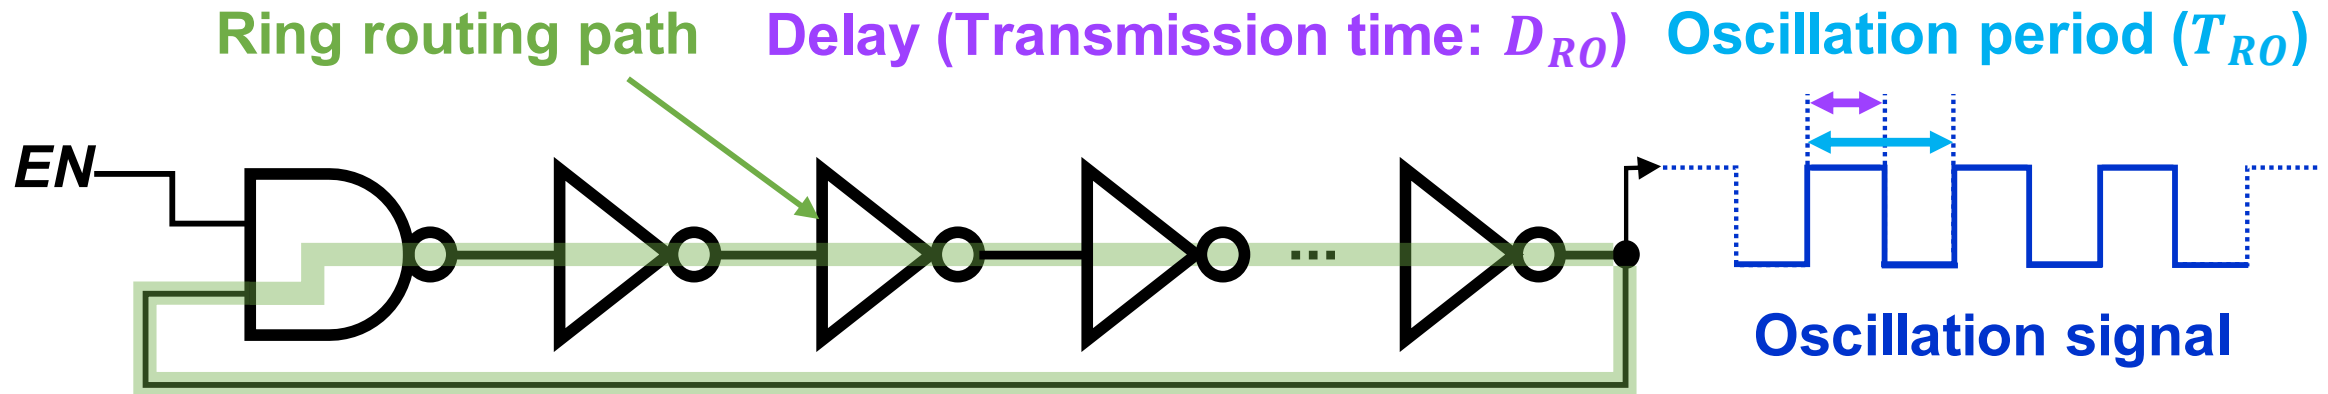 Ring routing path
Delay (Transmission time: D_RO)
Oscillation period (T_RO)
EN
...
Oscillation signal